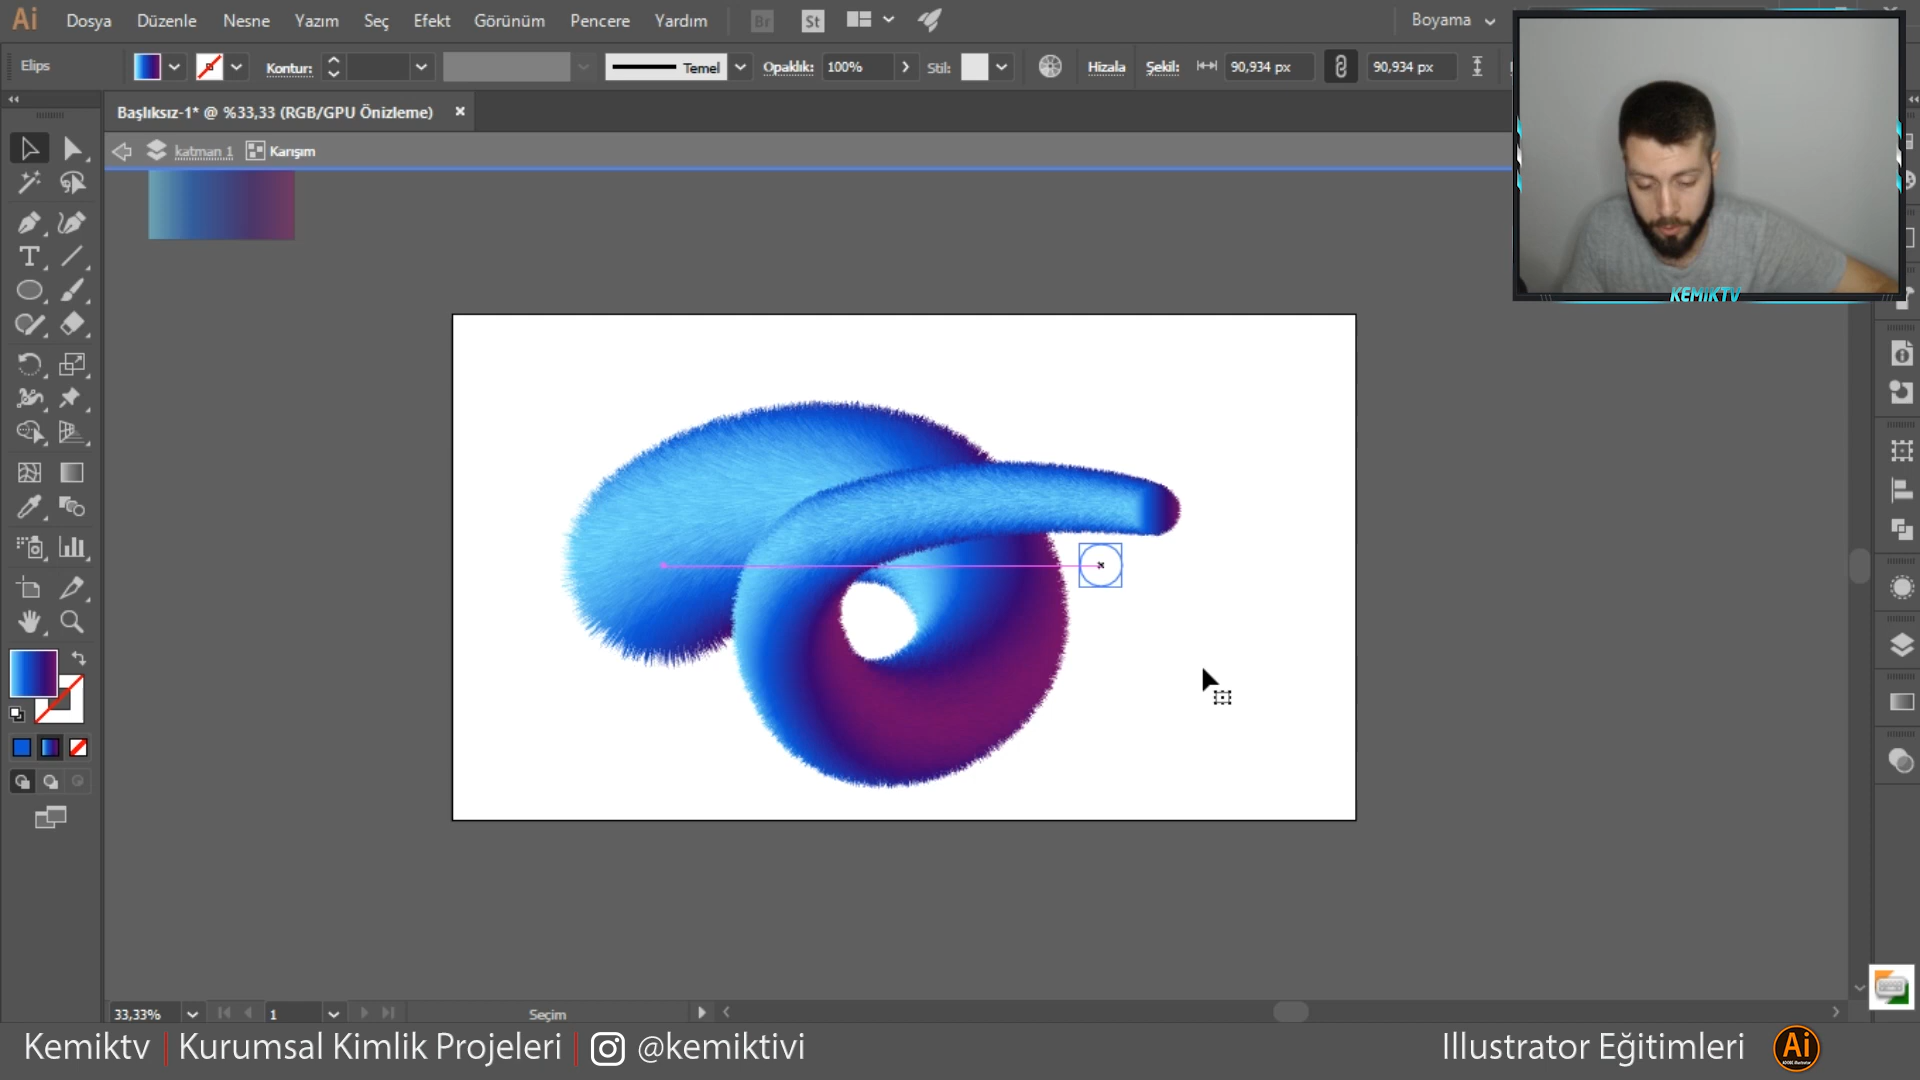 Ai Dosya Düzenle Nesne Yazım Seç Efekt Görünüm Pencere Yardım Br St Boyama
Elips Kontur: Temel Opaklık: 100% Stil: Hizala Şekil: 90,934 px 90,934 px
Başlıksız-1* @ %33,33 (RGB/GPU Önizleme) ×
katman 1 Karışım
KEMiKTV
33,33% 1 Seçim
Kemiktv | Kurumsal Kimlik Projeleri | @kemiktivi
Illustrator Eğitimleri Ai